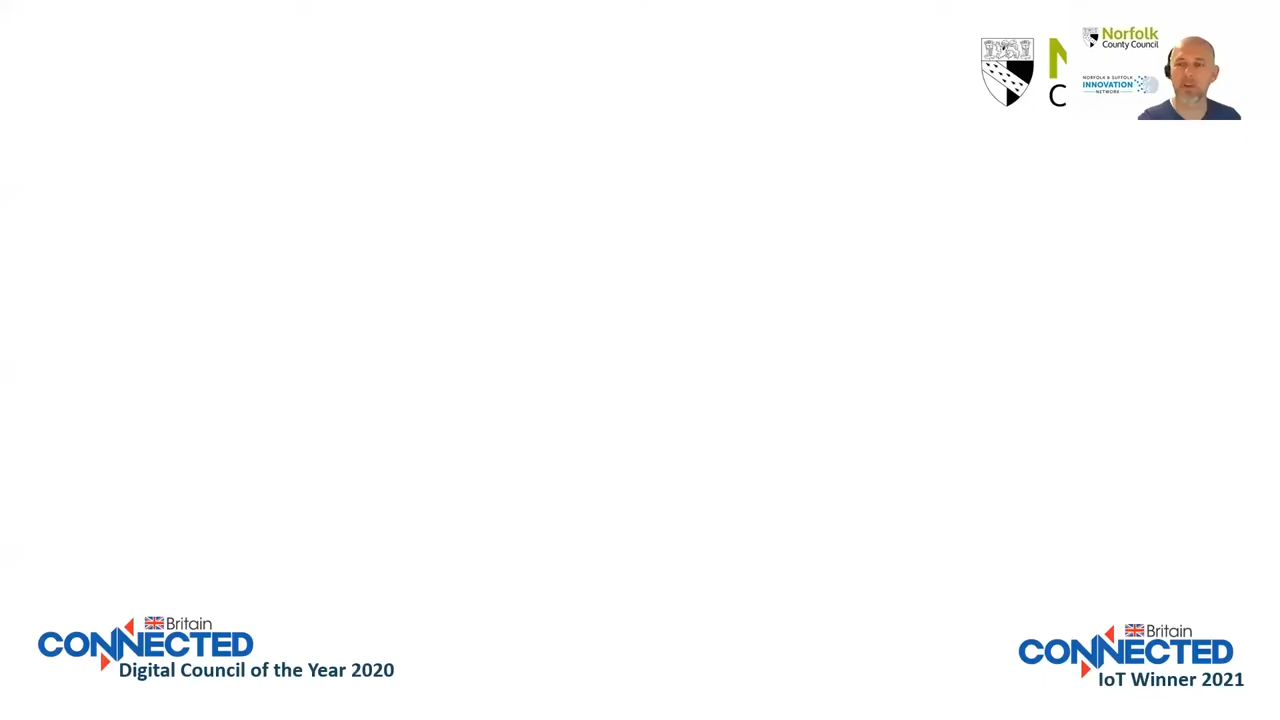 N
C
Norfolk
County Council
NORFOLK & SUFFOLK
INNOVATION
NETWORK
Britain
CONNECTED
Digital Council of the Year 2020
Britain
CONNECTED
IoT Winner 2021